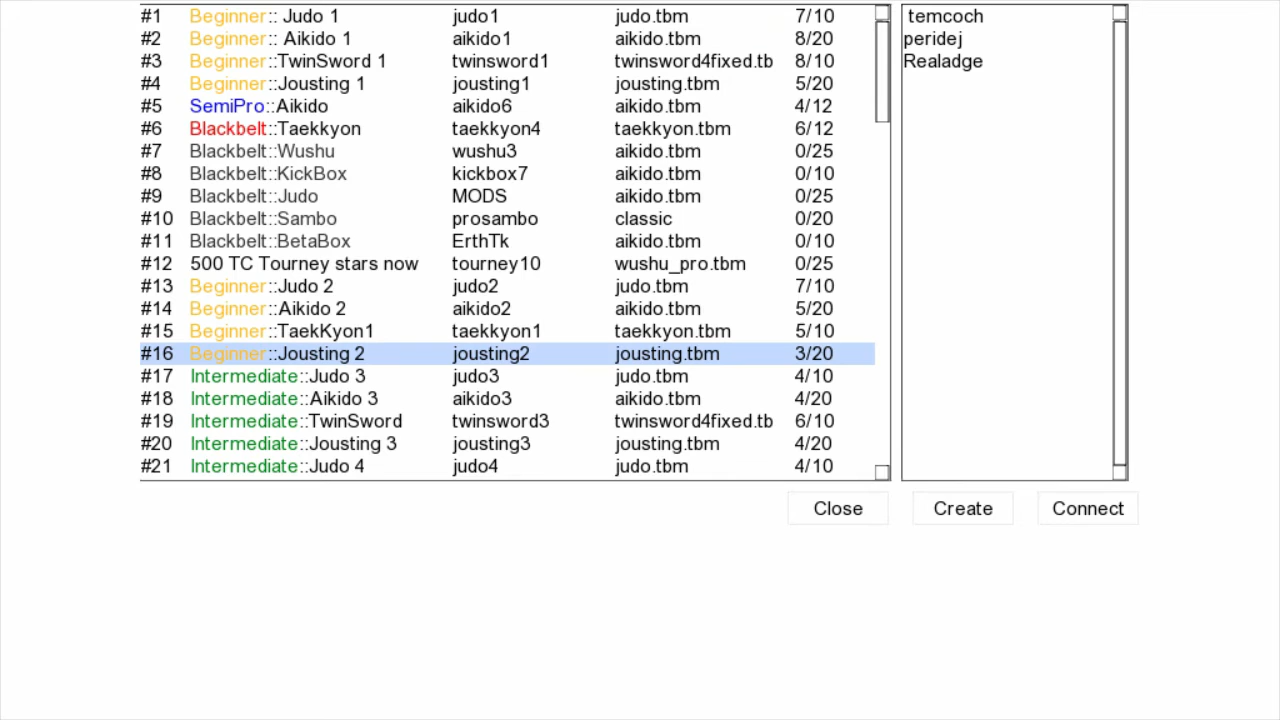 #1 Beginner:: Judo 1 judo1 judo.tbm 7/10
#2 Beginner:: Aikido 1 aikido1 aikido.tbm 8/20
#3 Beginner::TwinSword 1 twinsword1 twinsword4fixed.tb 8/10
#4 Beginner::Jousting 1 jousting1 jousting.tbm 5/20
#5 SemiPro::Aikido aikido6 aikido.tbm 4/12
#6 Blackbelt::Taekkyon taekkyon4 taekkyon.tbm 6/12
#7 Blackbelt::Wushu wushu3 aikido.tbm 0/25
#8 Blackbelt::KickBox kickbox7 aikido.tbm 0/10
#9 Blackbelt::Judo MODS aikido.tbm 0/25
#10 Blackbelt::Sambo prosambo classic 0/20
#11 Blackbelt::BetaBox ErthTk aikido.tbm 0/10
#12 500 TC Tourney stars now tourney10 wushu_pro.tbm 0/25
#13 Beginner::Judo 2 judo2 judo.tbm 7/10
#14 Beginner::Aikido 2 aikido2 aikido.tbm 5/20
#15 Beginner::TaekKyon1 taekkyon1 taekkyon.tbm 5/10
#16 Beginner::Jousting 2 jousting2 jousting.tbm 3/20
#17 Intermediate::Judo 3 judo3 judo.tbm 4/10
#18 Intermediate::Aikido 3 aikido3 aikido.tbm 4/20
#19 Intermediate::TwinSword twinsword3 twinsword4fixed.tb 6/10
#20 Intermediate::Jousting 3 jousting3 jousting.tbm 4/20
#21 Intermediate::Judo 4 judo4 judo.tbm 4/10
temcoch
peridej
Realadge
Close Create Connect